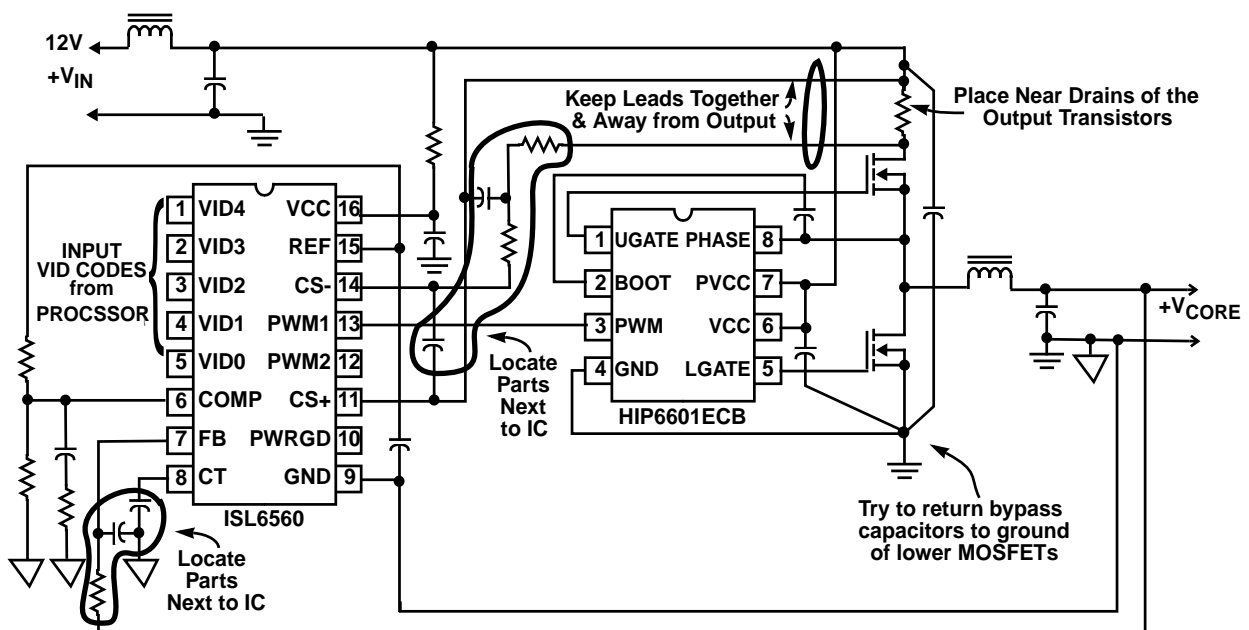 12V
+VIN
Keep Leads Together
& Away from Output
Place Near Drains of the
Output Transistors
INPUT
VID CODES
from
PROCSSOR
1 VID4 VCC 16
2 VID3 REF 15
3 VID2 CS- 14
4 VID1 PWM1 13
5 VID0 PWM2 12
6 COMP CS+ 11
7 FB PWRGD 10
8 CT GND 9
ISL6560
1 UGATE PHASE 8
2 BOOT PVCC 7
3 PWM VCC 6
4 GND LGATE 5
HIP6601ECB
+VCORE
Locate
Parts
Next
to IC
Try to return bypass
capacitors to ground
of lower MOSFETs
Locate
Parts
Next to IC